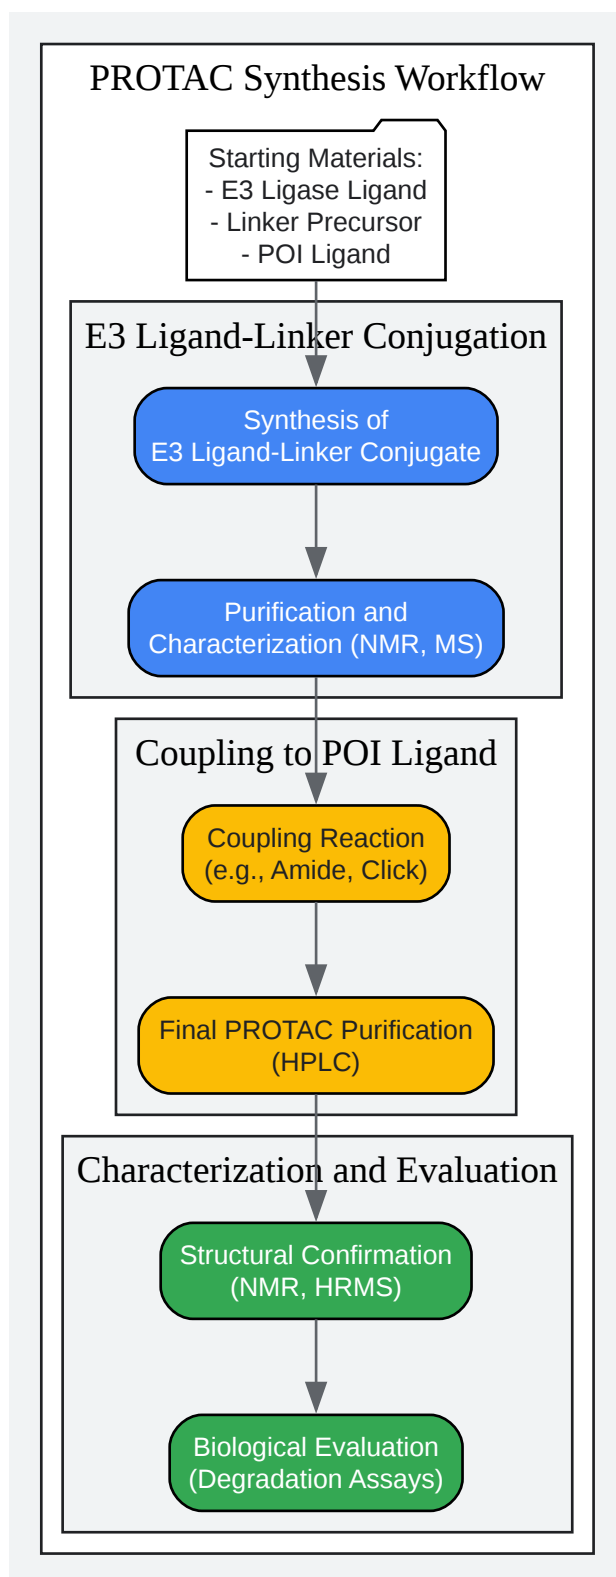 PROTAC Synthesis Workflow
Starting Materials:
- E3 Ligase Ligand
- Linker Precursor
- POI Ligand
E3 Ligand-Linker Conjugation
Synthesis of
E3 Ligand-Linker Conjugate
Purification and
Characterization (NMR, MS)
Coupling to POI Ligand
Coupling Reaction
(e.g., Amide, Click)
Final PROTAC Purification
(HPLC)
Characterization and Evaluation
Structural Confirmation
(NMR, HRMS)
Biological Evaluation
(Degradation Assays)